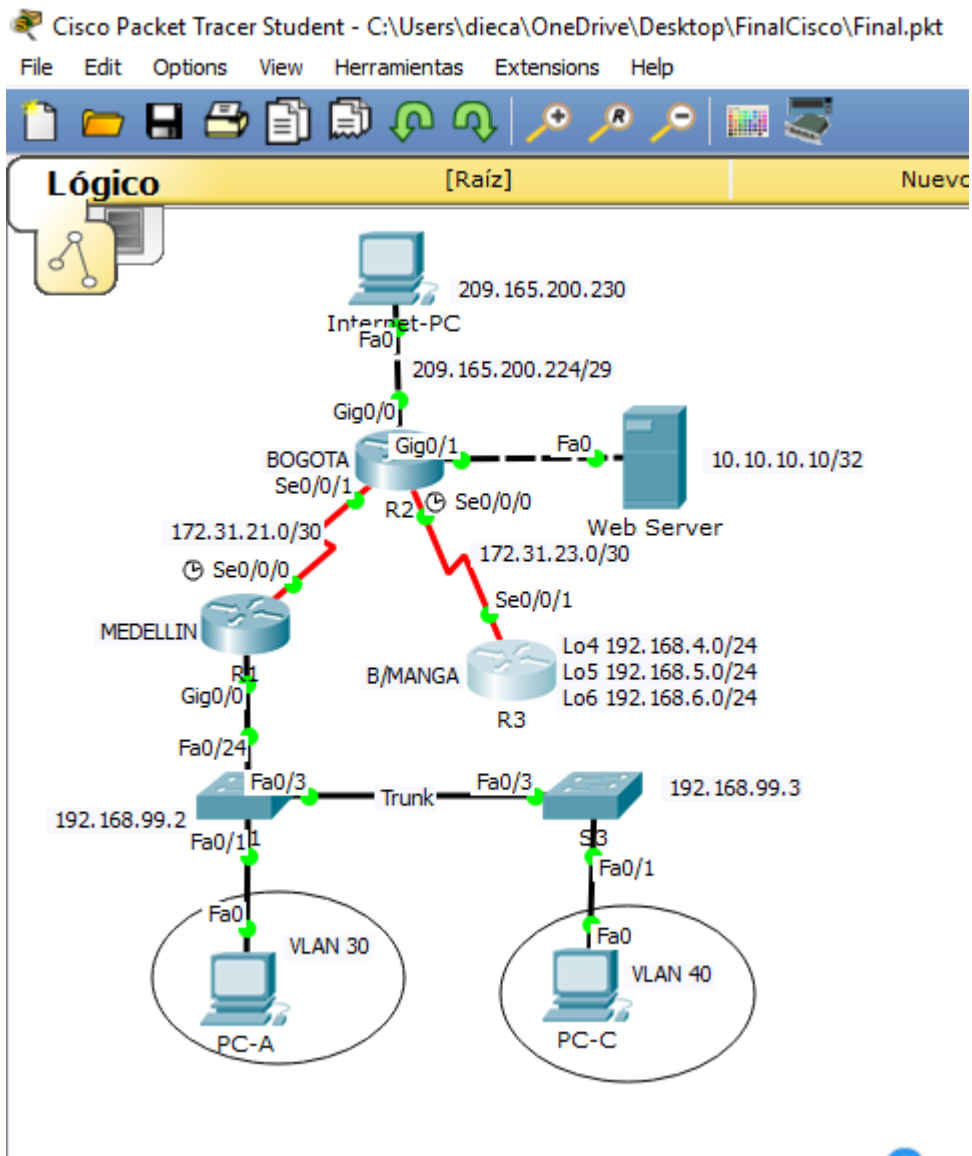 Cisco Packet Tracer Student - C:\Users\dieca\OneDrive\Desktop\FinalCisco\Final.pkt
File Edit Options View Herramientas Extensions Help
Lógico [Raíz] Nuevo
209.165.200.230
Internet-PC
Fa0
209.165.200.224/29
Gig0/0
BOGOTA Gig0/1 Fa0 10.10.10.10/32
Se0/0/1 R2 Se0/0/0
Web Server
172.31.21.0/30 172.31.23.0/30
Se0/0/0
Se0/0/1
MEDELLIN
R1
B/MANGA
R3
Lo4 192.168.4.0/24
Lo5 192.168.5.0/24
Lo6 192.168.6.0/24
Gig0/0
Fa0/24
Fa0/3 Trunk Fa0/3 192.168.99.3
192.168.99.2
Fa0/1 S3
Fa0/1
Fa0 VLAN 30
Fa0
VLAN 40
PC-A PC-C